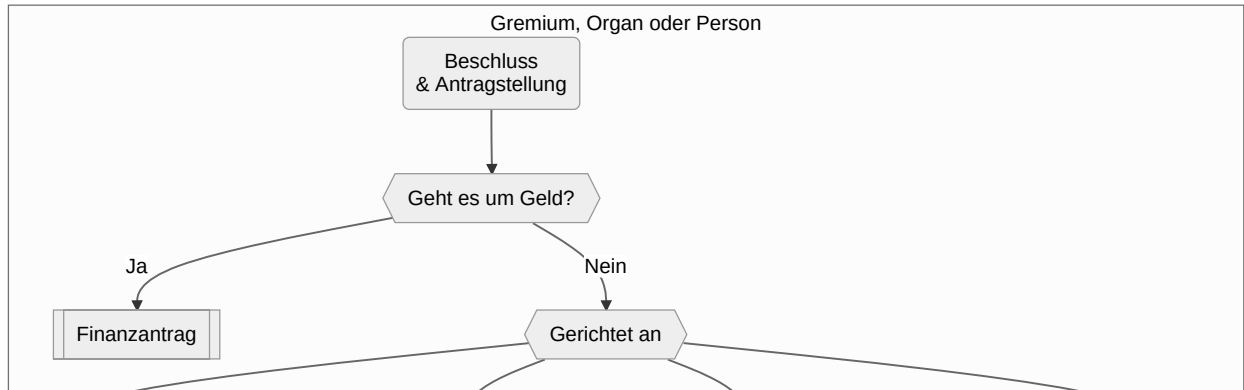 Gremium, Organ oder Person
Beschluss
& Antragstellung
Geht es um Geld?
Ja
Nein
Finanzantrag
Gerichtet an